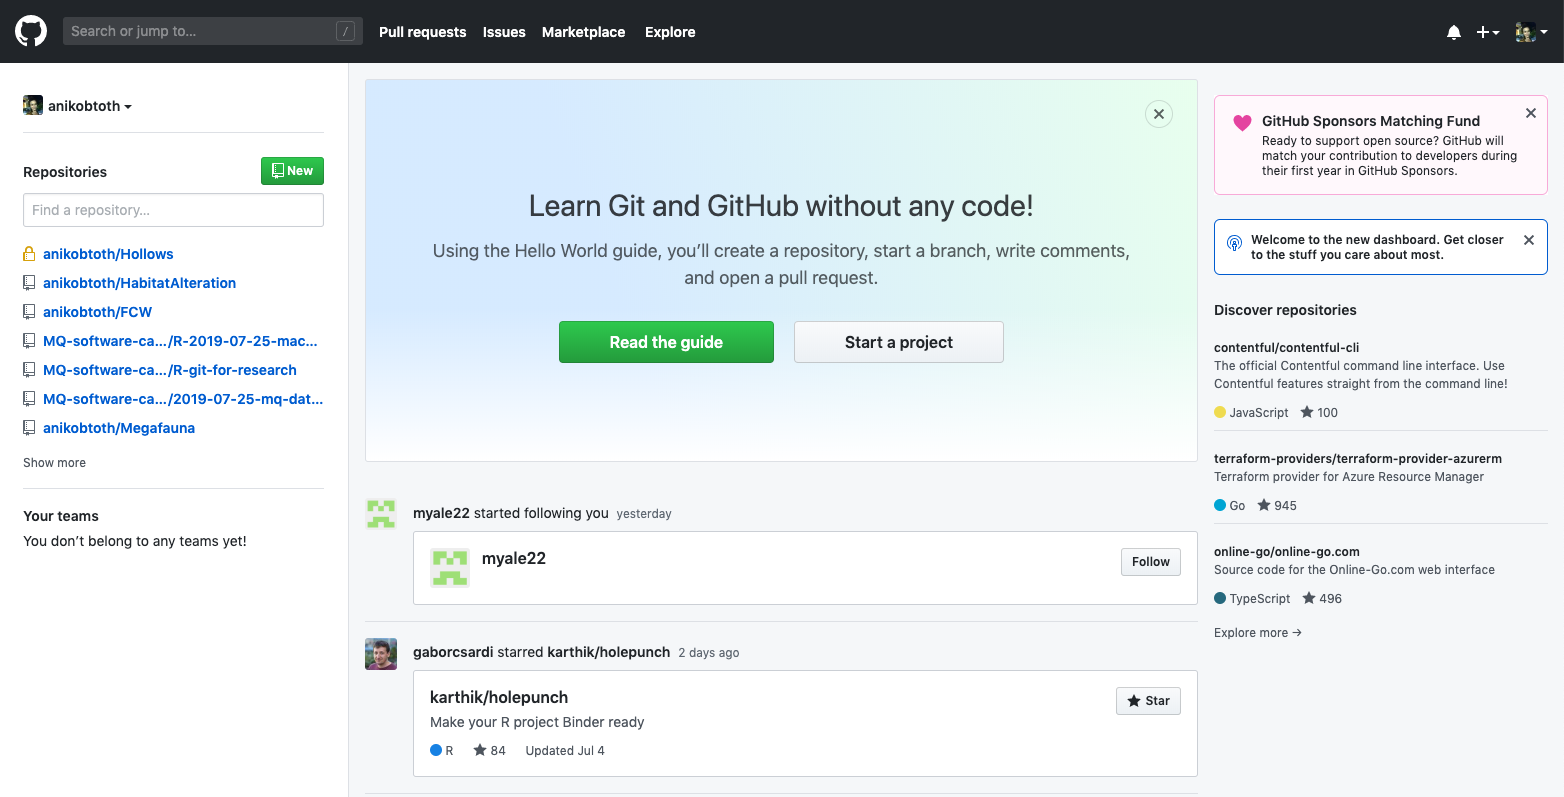 Search or jump to...
/
Pull requests
Issues
Marketplace
Explore
anikobtoth
Repositories
New
Find a repository...
anikobtoth/Hollows
anikobtoth/HabitatAlteration
anikobtoth/FCW
MQ-software-ca.../R-2019-07-25-mac...
MQ-software-ca.../R-git-for-research
MQ-software-ca.../2019-07-25-mq-dat...
anikobtoth/Megafauna
Show more
Your teams
You don’t belong to any teams yet!
Learn Git and GitHub without any code!
Using the Hello World guide, you’ll create a repository, start a branch, write comments,
and open a pull request.
Read the guide
Start a project
myale22 started following you yesterday
myale22
Follow
gaborcsardi starred karthik/holepunch 2 days ago
karthik/holepunch
Star
Make your R project Binder ready
R 84 Updated Jul 4
GitHub Sponsors Matching Fund
Ready to support open source? GitHub will
match your contribution to developers during
their first year in GitHub Sponsors.
Welcome to the new dashboard. Get closer
to the stuff you care about most.
Discover repositories
contentful/contentful-cli
The official Contentful command line interface. Use
Contentful features straight from the command line!
JavaScript 100
terraform-providers/terraform-provider-azurerm
Terraform provider for Azure Resource Manager
Go 945
online-go/online-go.com
Source code for the Online-Go.com web interface
TypeScript 496
Explore more →